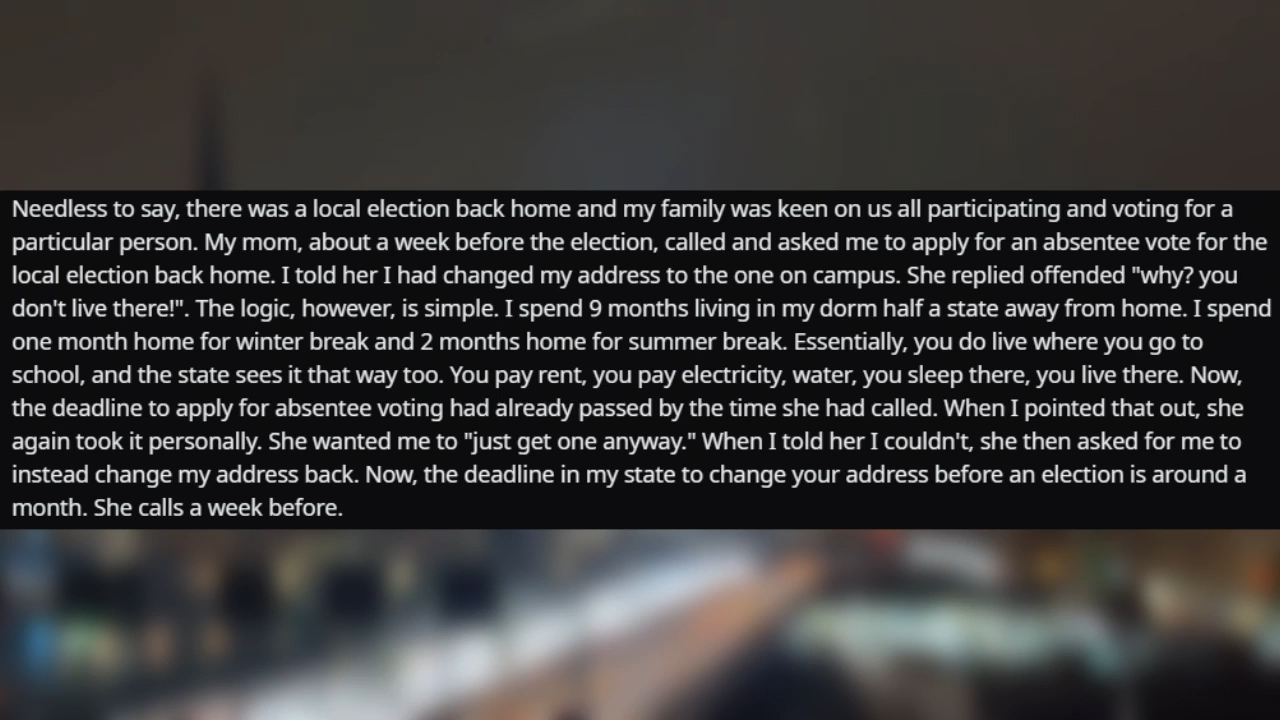 Needless to say, there was a local election back home and my family was keen on us all participating and voting for a
particular person. My mom, about a week before the election, called and asked me to apply for an absentee vote for the
local election back home. I told her I had changed my address to the one on campus. She replied offended "why? you
don't live there!". The logic, however, is simple. I spend 9 months living in my dorm half a state away from home. I spend
one month home for winter break and 2 months home for summer break. Essentially, you do live where you go to
school, and the state sees it that way too. You pay rent, you pay electricity, water, you sleep there, you live there. Now,
the deadline to apply for absentee voting had already passed by the time she had called. When I pointed that out, she
again took it personally. She wanted me to "just get one anyway." When I told her I couldn't, she then asked for me to
instead change my address back. Now, the deadline in my state to change your address before an election is around a
month. She calls a week before.